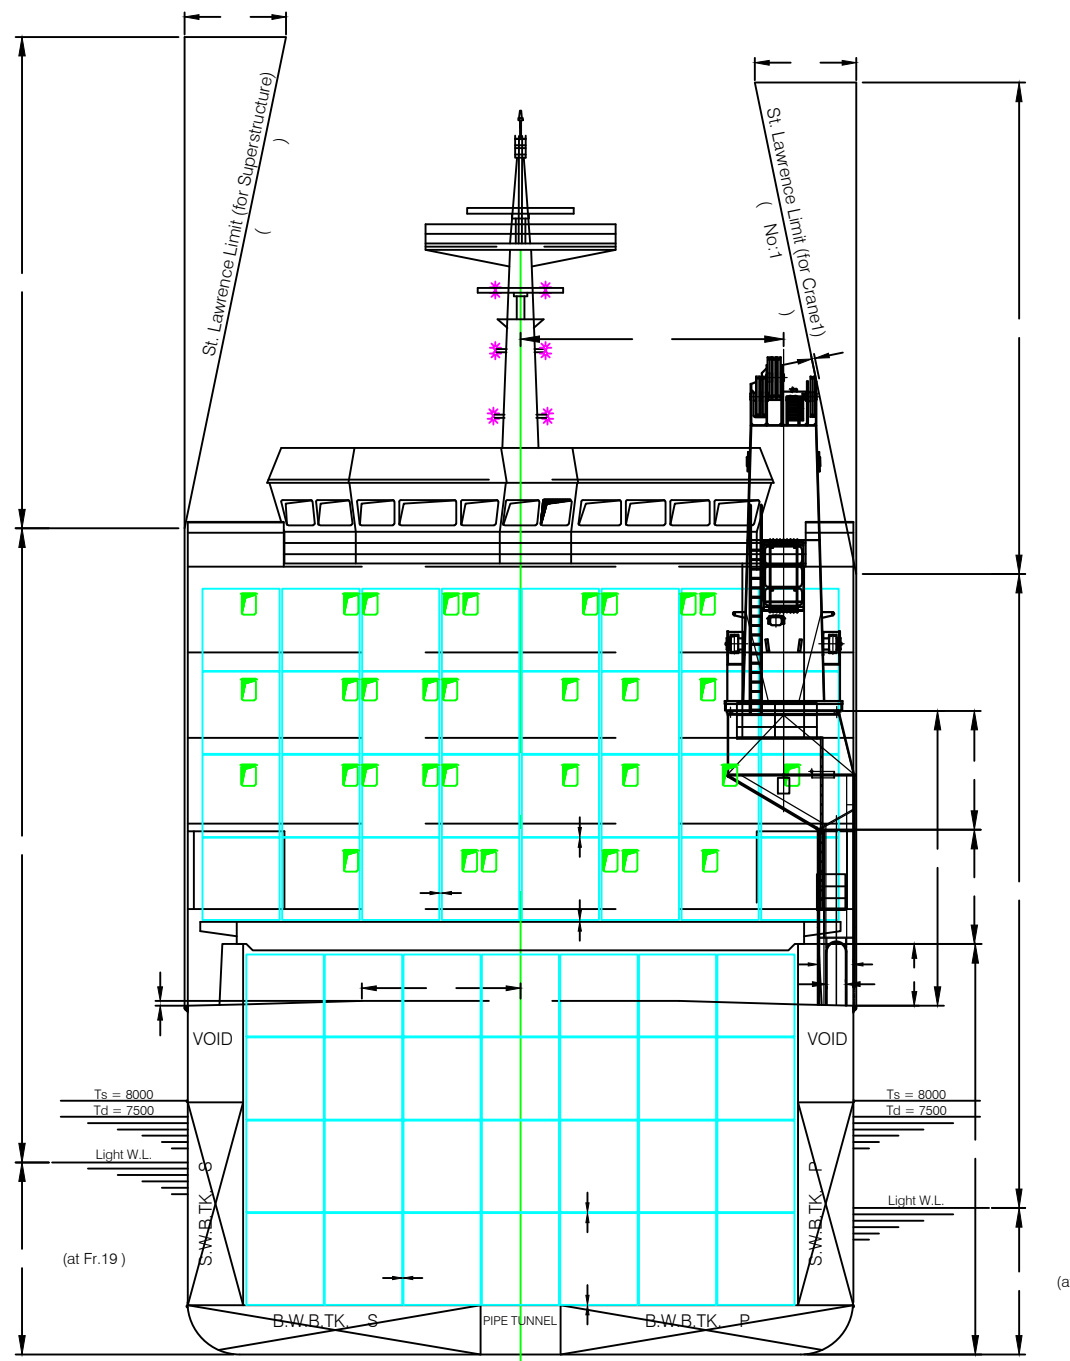 St. Lawrence Limit (for Superstructure)
( )
St. Lawrence Limit (for Crane1)
( No:1 )
VOID
VOID
Ts = 8000
Td = 7500
Light W.L.
Ts = 8000
Td = 7500
Light W.L.
S.W.B.TK. S
S.W.B.TK. P
(at Fr.19 )
(a
B.W.B.TK. S
PIPE TUNNEL
B.W.B.TK. P